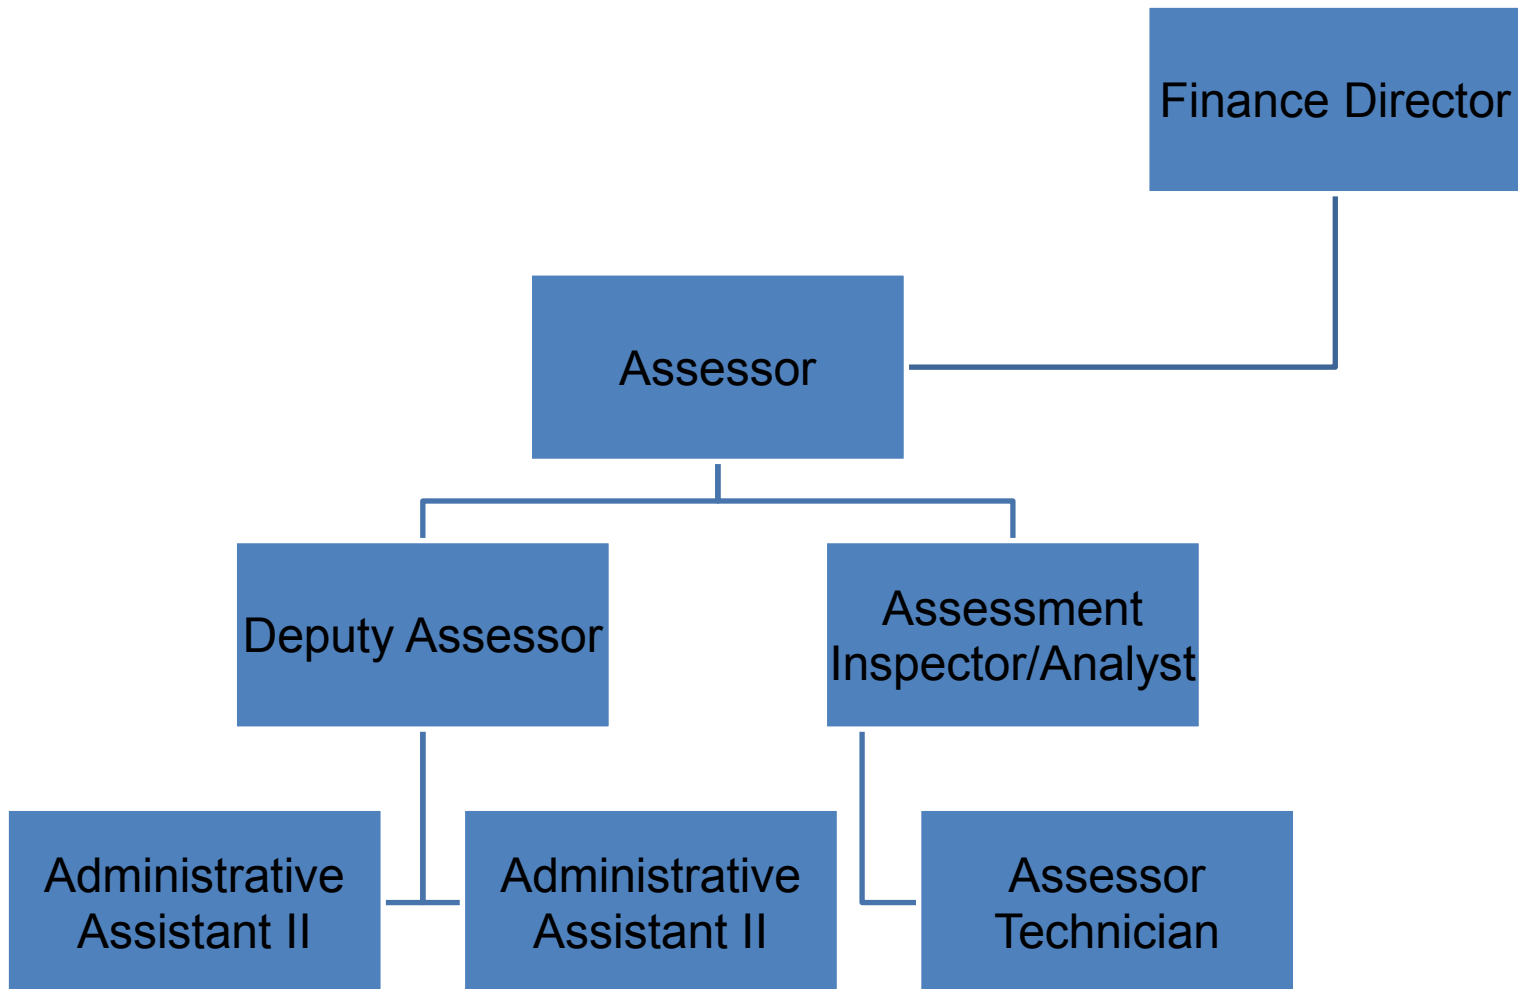 Finance Director
Assessor
Deputy Assessor
Assessment
Inspector/Analyst
Administrative
Assistant II
Administrative
Assistant II
Assessor
Technician